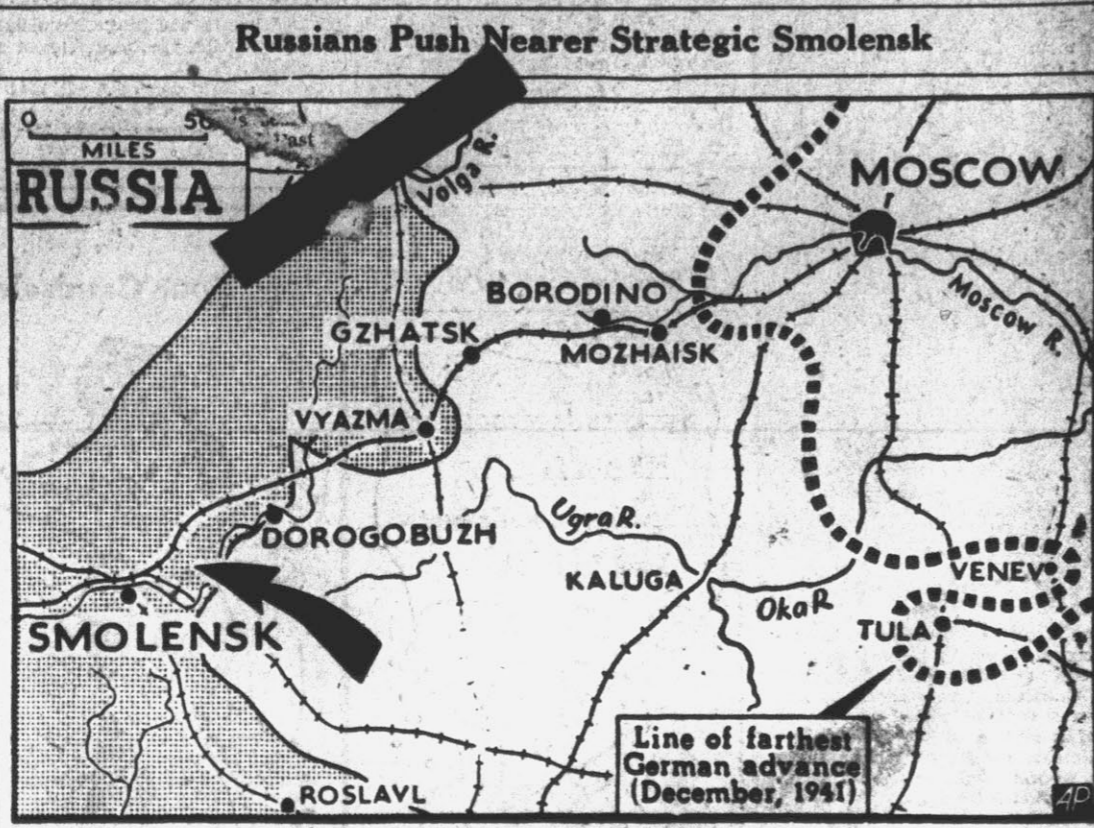 Russians Push Nearer Strategic Smolensk
0 50
MILES
RUSSIA
Volga R.
MOSCOW
Moscow R.
BORODINO
GZHATSK
MOZHAISK
VYAZMA
Ugra R.
DOROGOBUZH
KALUGA
Oka R
VENEV
TULA
SMOLENSK
Line of farthest
German advance
(December, 1941)
ROSLAVL
AP